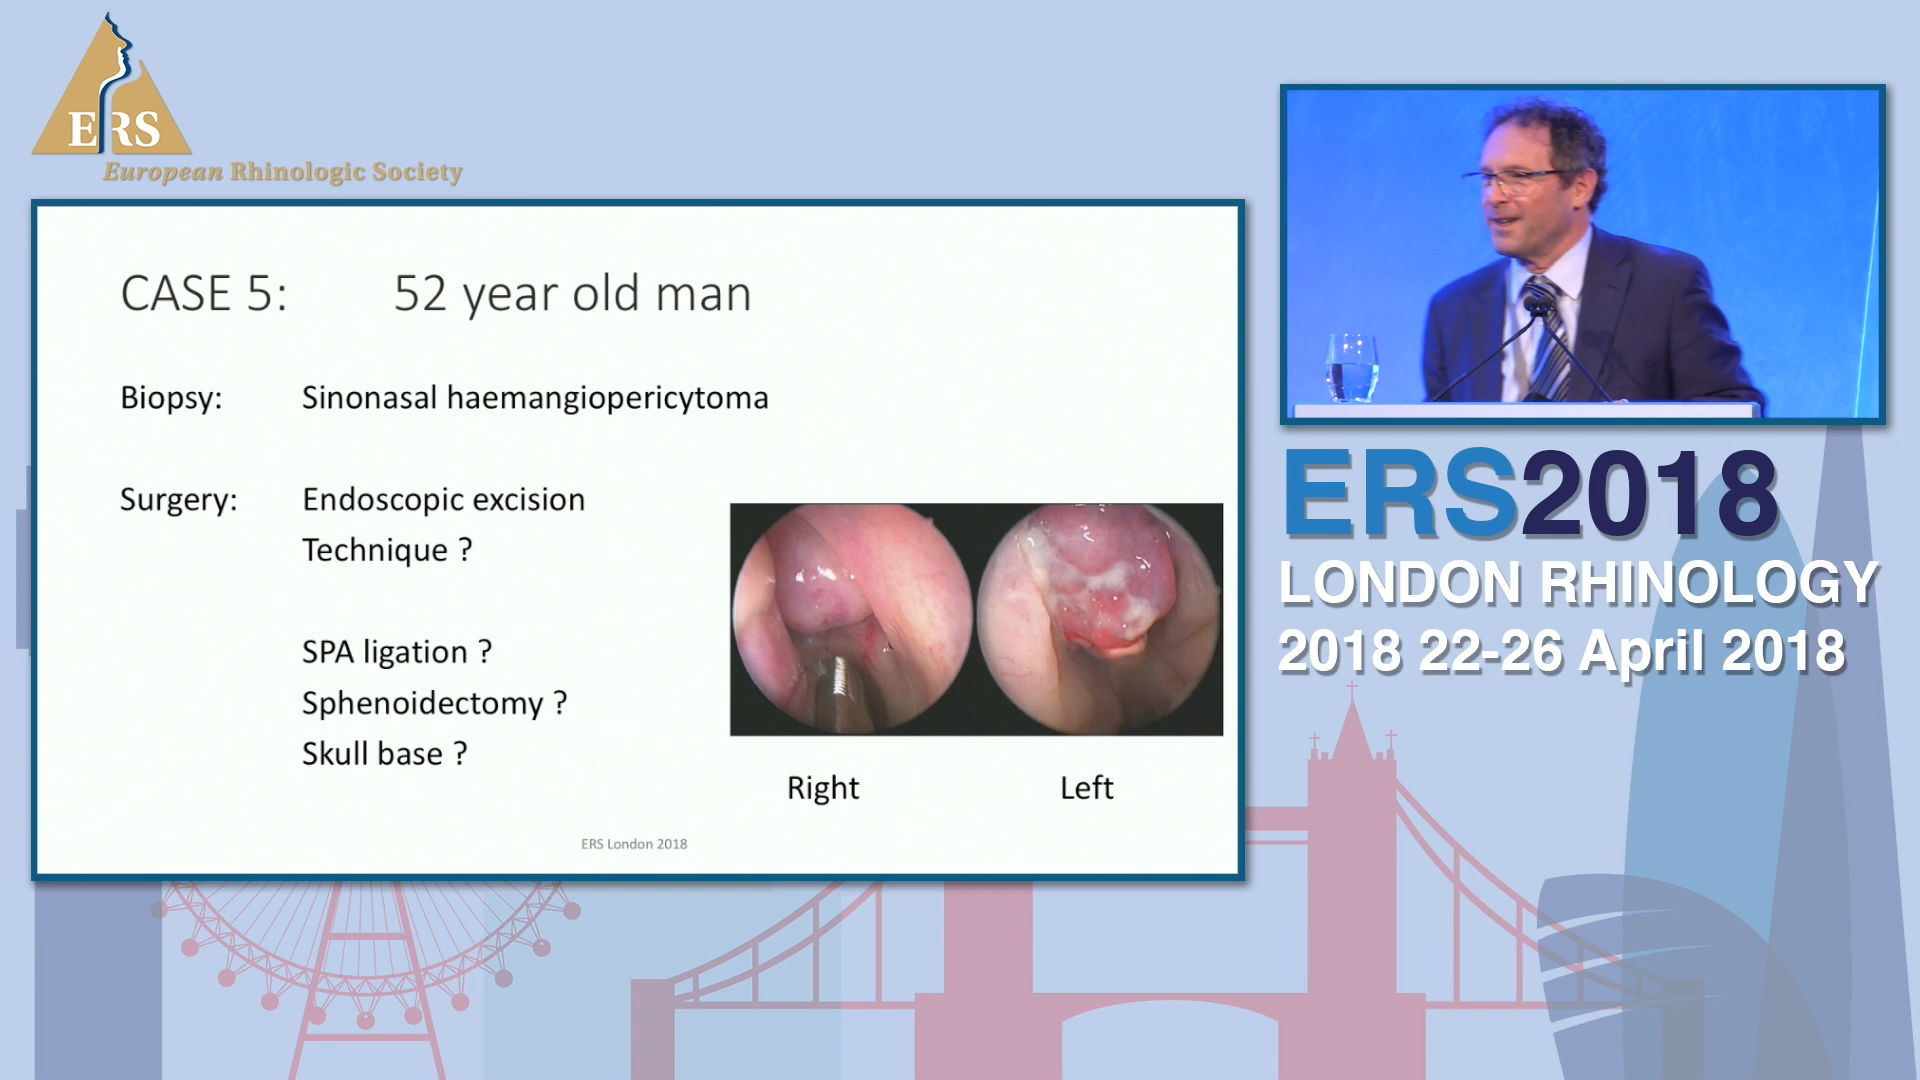 ERS
European Rhinologic Society
CASE 5: 52 year old man
Biopsy: Sinonasal haemangiopericytoma
Surgery: Endoscopic excision
Technique ?
SPA ligation ?
Sphenoidectomy ?
Skull base ?
Right Left
ERS London 2018
ERS2018
LONDON RHINOLOGY
2018 22-26 April 2018